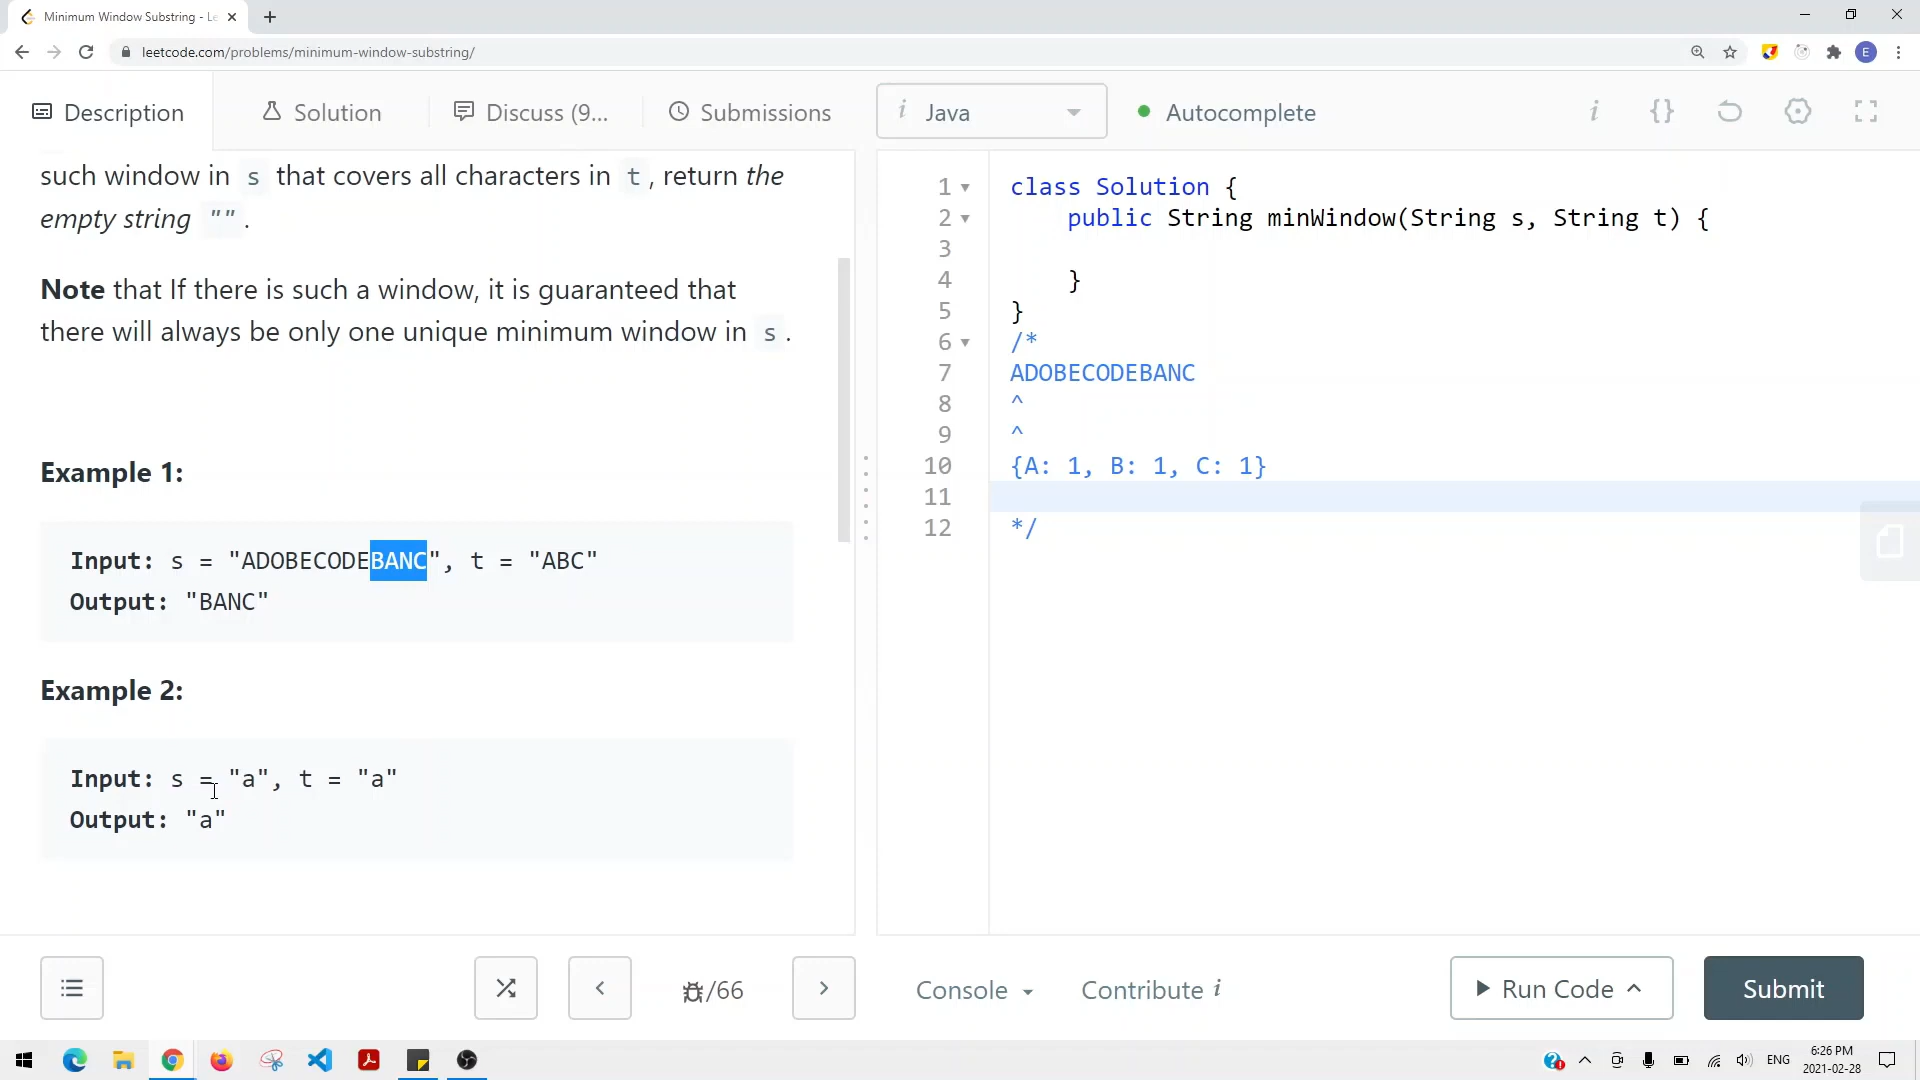 Minimum Window Substring - Le
leetcode.com/problems/minimum-window-substring/
E
Description
Solution
Discuss (9...
Submissions
i Java
Autocomplete
i {}
such window in s that covers all characters in t, return the
empty string "".
Note that If there is such a window, it is guaranteed that
there will always be only one unique minimum window in s.
Example 1:
Input: s = "ADOBECODEBANC", t = "ABC"
Output: "BANC"
Example 2:
Input: s = "a", t = "a"
Output: "a"
1 class Solution {
2 public String minWindow(String s, String t) {
3
4 }
5 }
6 /*
7 ADOBECODEBANC
8 ^
9 ^
10 {A: 1, B: 1, C: 1}
11
12 */
/66
Console
Contribute i
Run Code
Submit
ENG
6:26 PM
2021-02-28